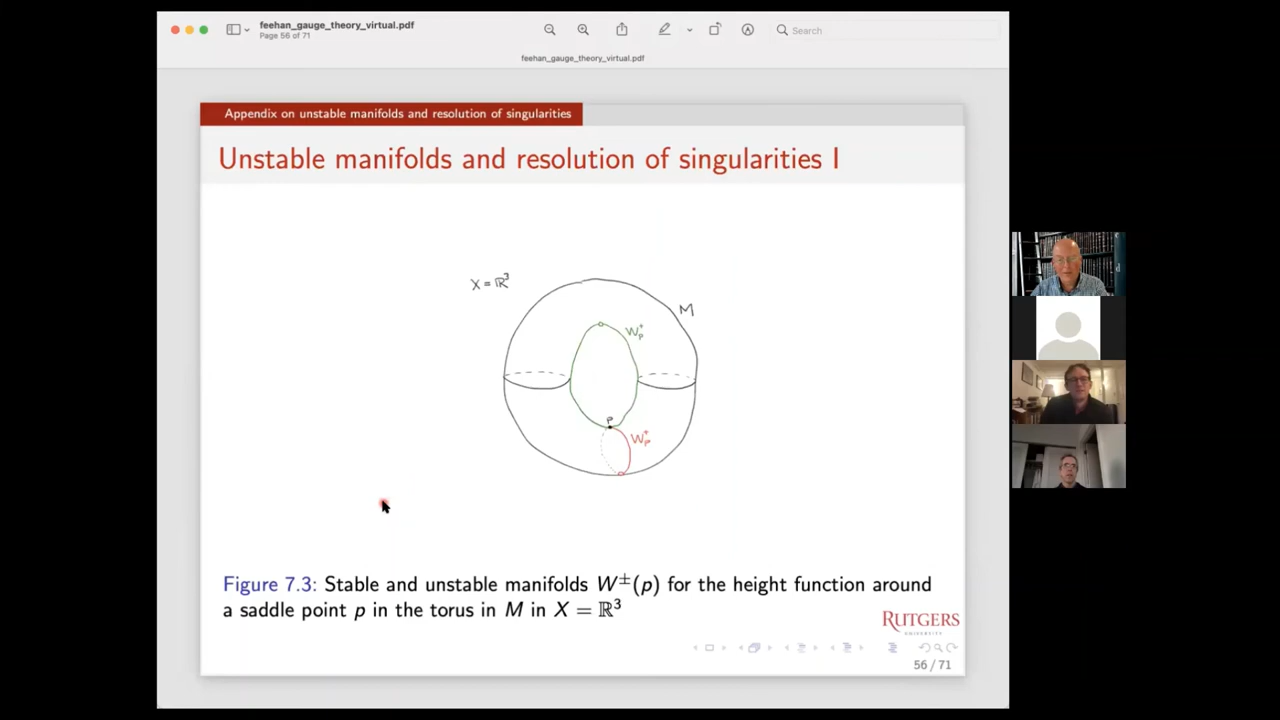 feehan_gauge_theory_virtual.pdf
Page 56 of 71
Search
feehan_gauge_theory_virtual.pdf
Appendix on unstable manifolds and resolution of singularities
Unstable manifolds and resolution of singularities I
X = ℝ³
M
W⁺ₚ
p
W⁺ₚ
Figure 7.3: Stable and unstable manifolds W±(p) for the height function around
a saddle point p in the torus in M in X = ℝ³
RUTGERS
UNIVERSITY
56 / 71